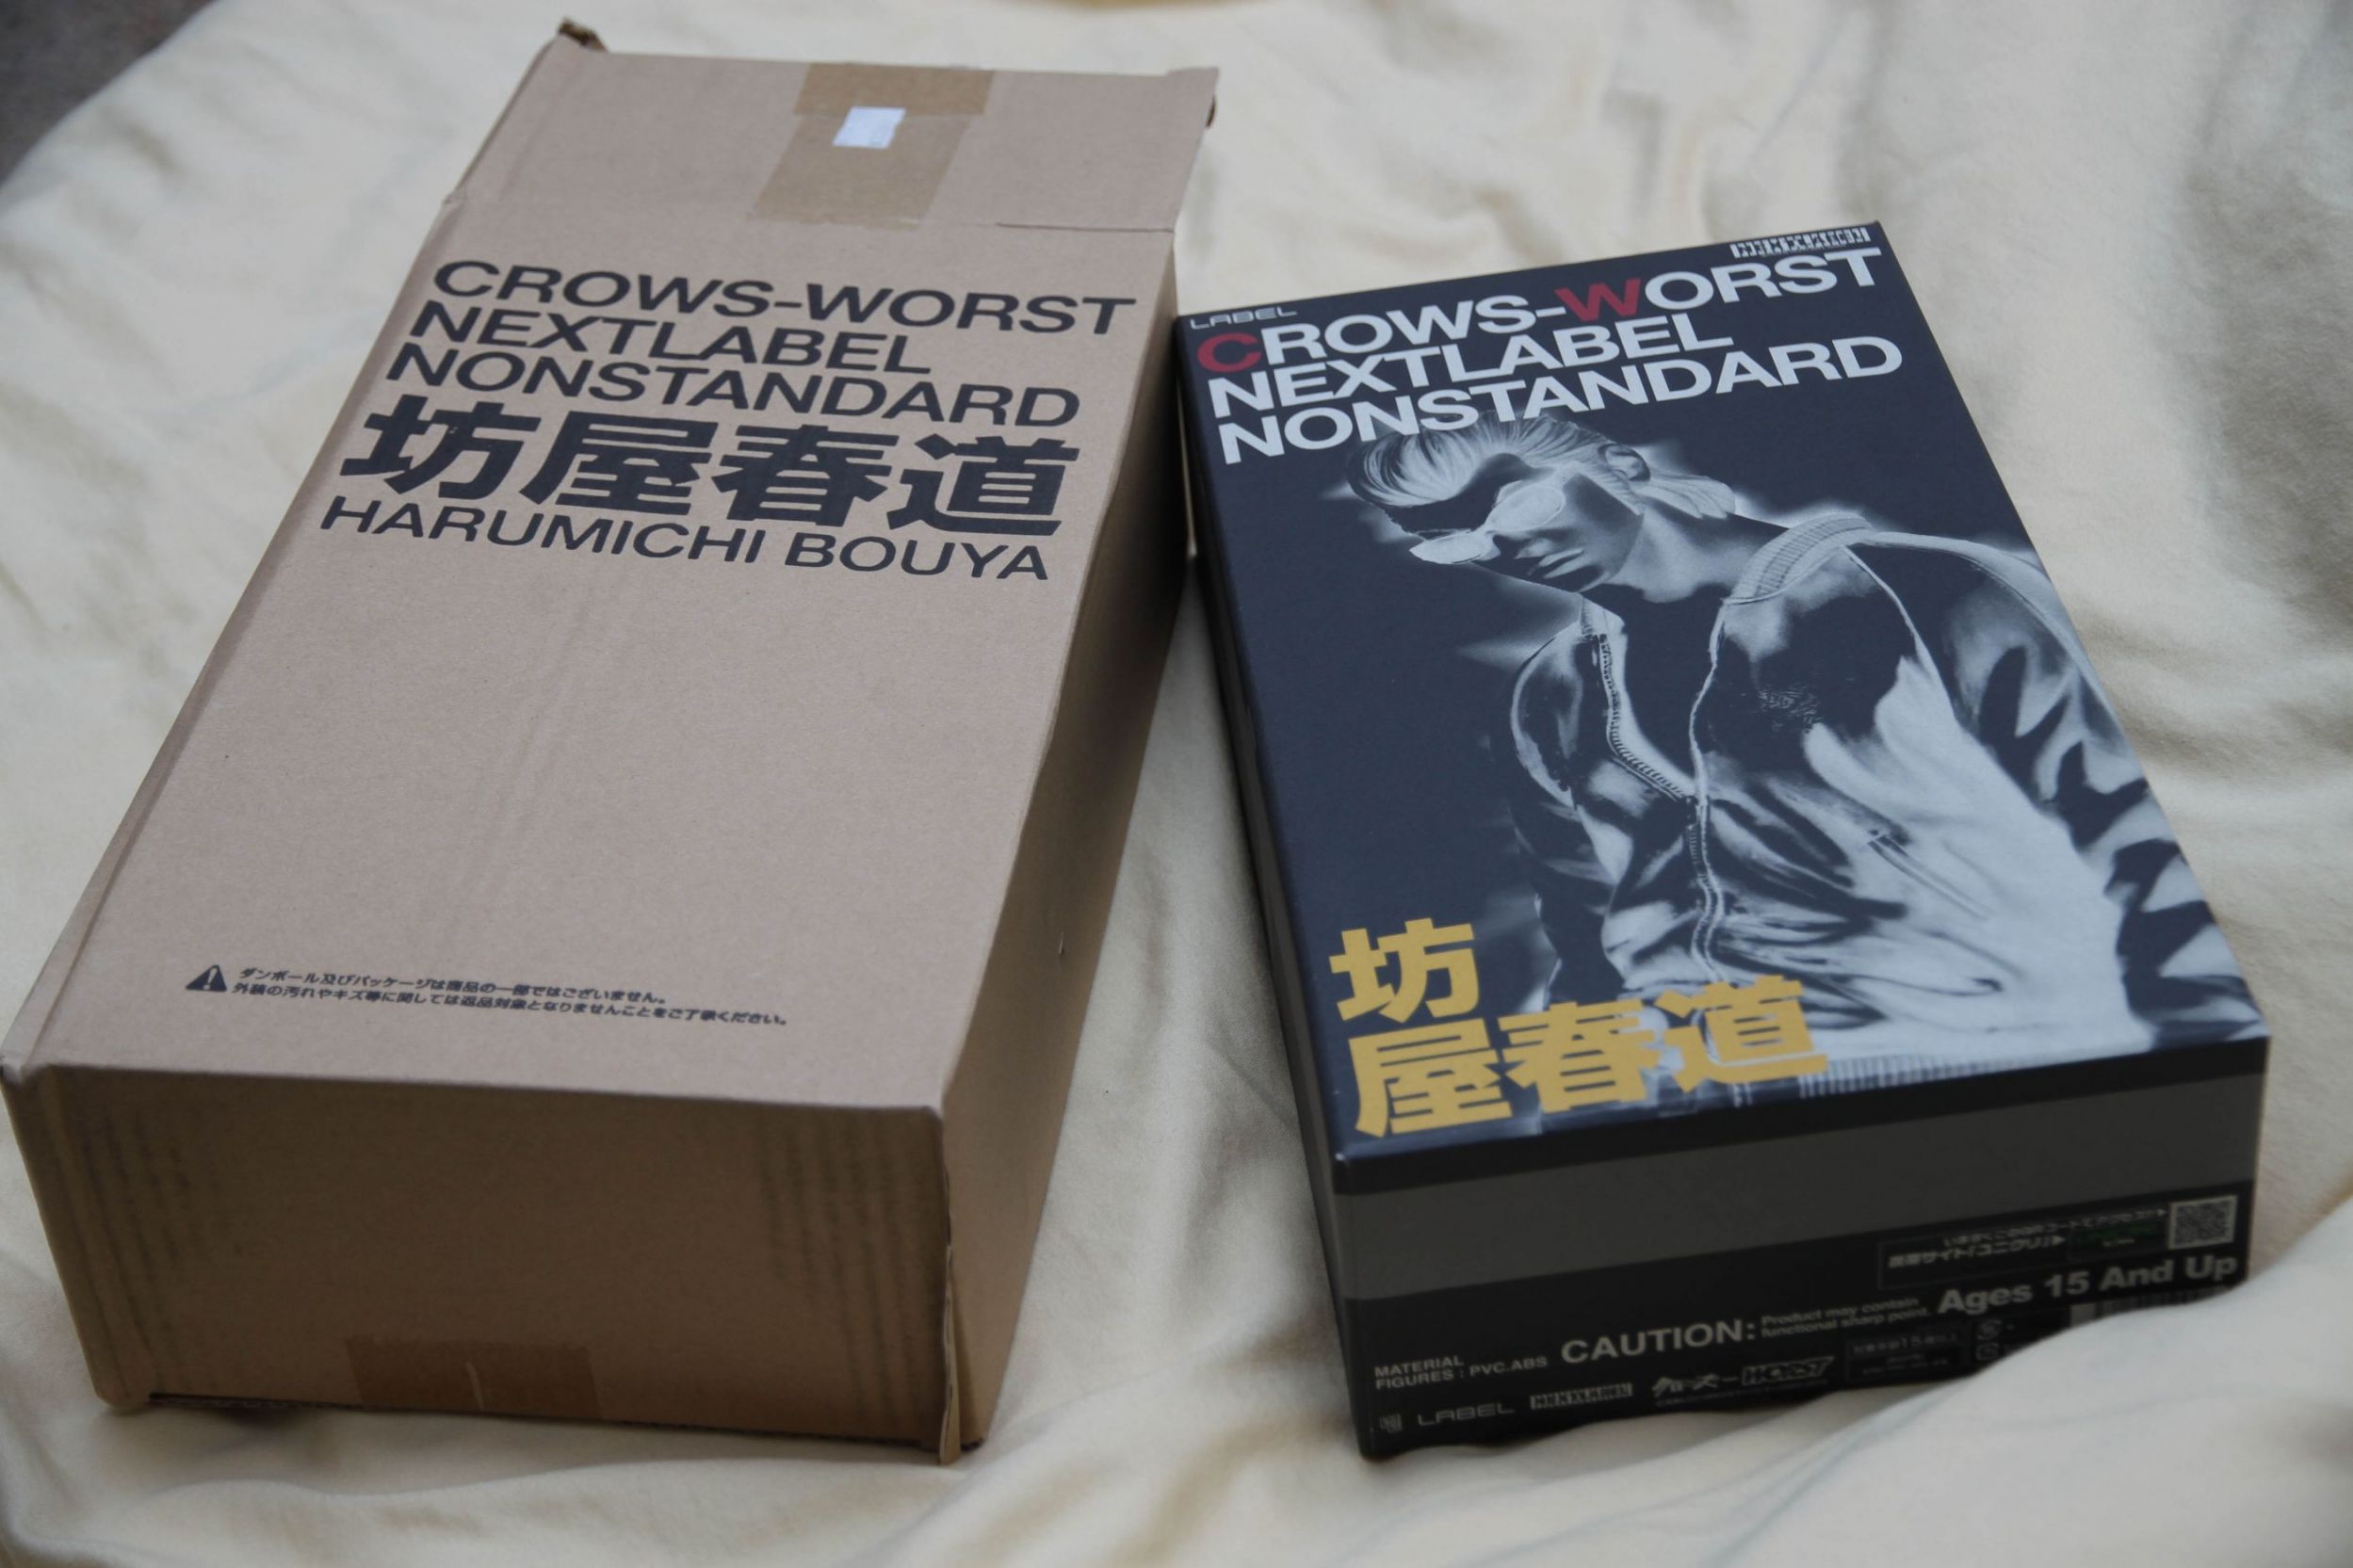 CROWS-WORST
NEXTLABEL
NONSTANDARD
坊屋春道
HARUMICHI BOUYA
ダンボール及びパッケージは商品の一部ではございません。
外装の汚れやキズ等に関しては返品対象となりませんことをご了承ください。
LABEL
CROWS-WORST
NEXTLABEL
NONSTANDARD
坊
屋春道
Ages 15 And Up
CAUTION: Product may contain
functional sharp point.
MATERIAL
FIGURES : PVC.ABS
LABEL
クローズ-WORST